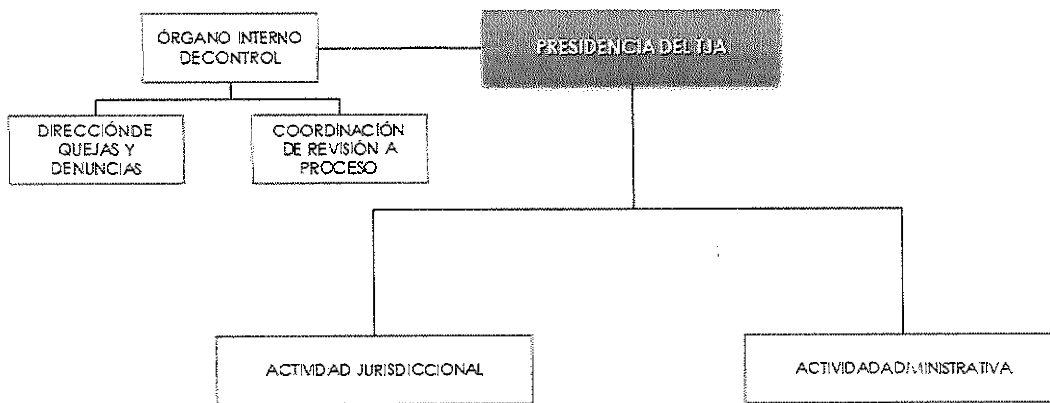 ÓRGANO INTERNO
DECONTROL
PRESIDENCIA DEL TJA
DIRECCIÓNDE
QUEJAS Y
DENUNCIAS
COORDINACIÓN
DE REVISIÓN A
PROCESO
ACTIVIDAD JURISDICCIONAL
ACTIVIDADADMINISTRATIVA